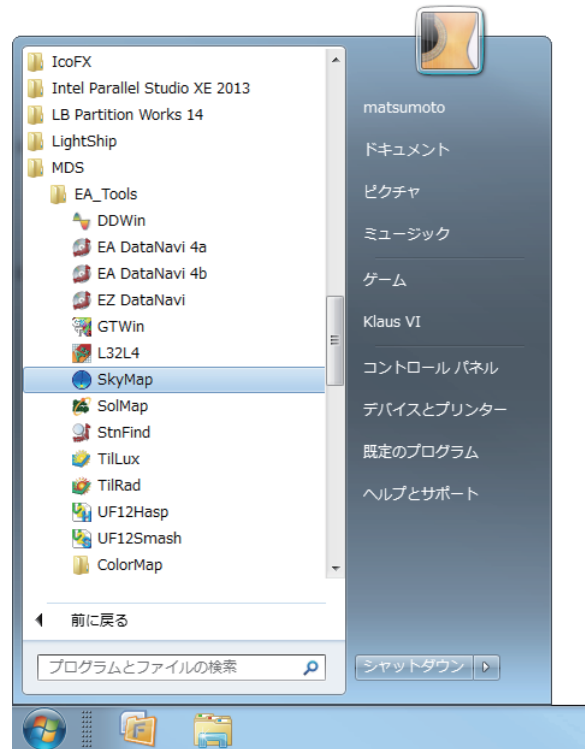 IcoFX
Intel Parallel Studio XE 2013
LB Partition Works 14
LightShip
MDS
EA_Tools
DDWin
EA DataNavi 4a
EA DataNavi 4b
EZ DataNavi
GTWin
L32L4
SkyMap
SolMap
StnFind
TilLux
TilRad
UF12Hasp
UF12Smash
ColorMap
前に戻る
プログラムとファイルの検索
matsumoto
ドキュメント
ピクチャ
ミュージック
ゲーム
Klaus VI
コントロール パネル
デバイスとプリンター
既定のプログラム
ヘルプとサポート
シャットダウン